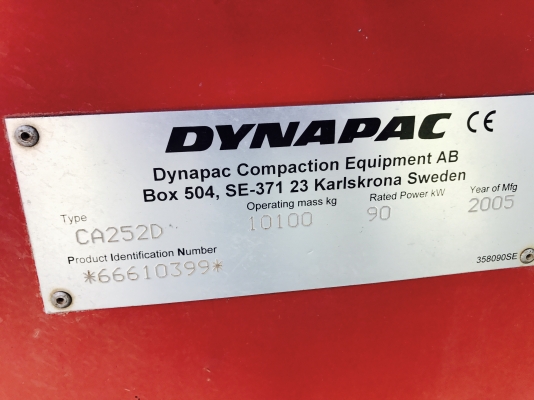 DYNAPAC CE
Dynapac Compaction Equipment AB
Box 504, SE-371 23 Karlskrona Sweden
Type Operating mass kg Rated Power kW Year of Mfg
CA252D 10100 90 2005
Product Identification Number
*66610399*
358090SE